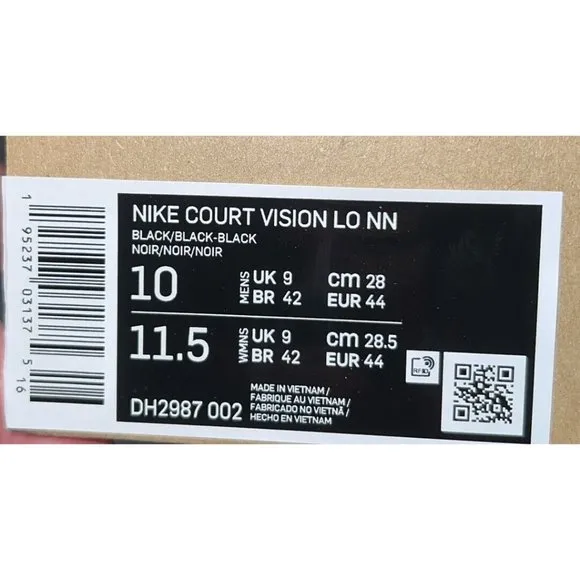 NIKE COURT VISION LO NN
BLACK/BLACK-BLACK
NOIR/NOIR/NOIR
10 MENS UK 9 CM 28
BR 42 EUR 44
11.5 WMNS UK 9 CM 28.5
BR 42 EUR 44
RFID
MADE IN VIETNAM/
FABRIQUE AU VIETNAM/
FABRICADO NO VIETNÃ/
HECHO EN VIETNAM
DH2987 002
1 95237 03137 5 16